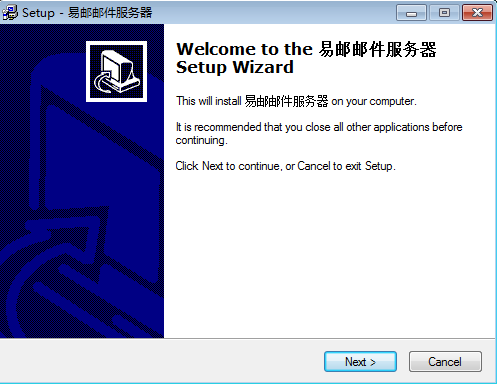 Setup - 易邮邮件服务器
Welcome to the 易邮邮件服务器
Setup Wizard
This will install 易邮邮件服务器 on your computer.
It is recommended that you close all other applications before
continuing.
Click Next to continue, or Cancel to exit Setup.
Next >
Cancel